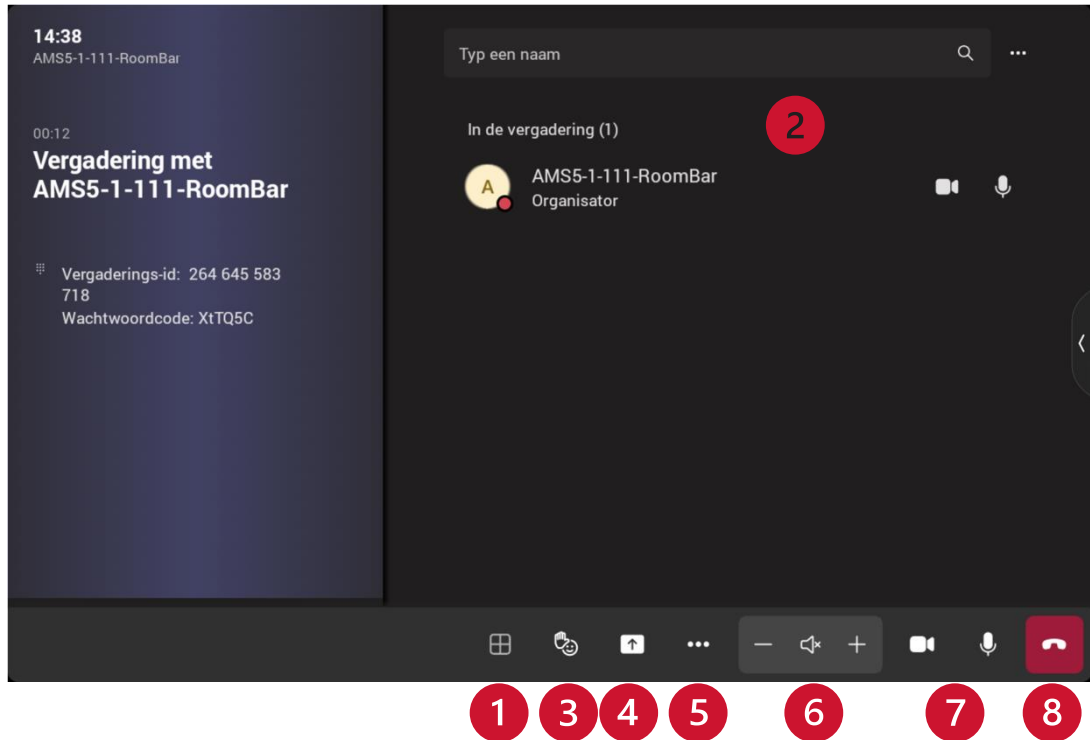 14:38
AMS5-1-111-RoomBar
00:12
Vergadering met
AMS5-1-111-RoomBar
Vergaderings-id: 264 645 583
718
Wachtwoordcode: XtTQ5C
Typ een naam
In de vergadering (1)
2
A
AMS5-1-111-RoomBar
Organisator
1
3
4
5
6
7
8